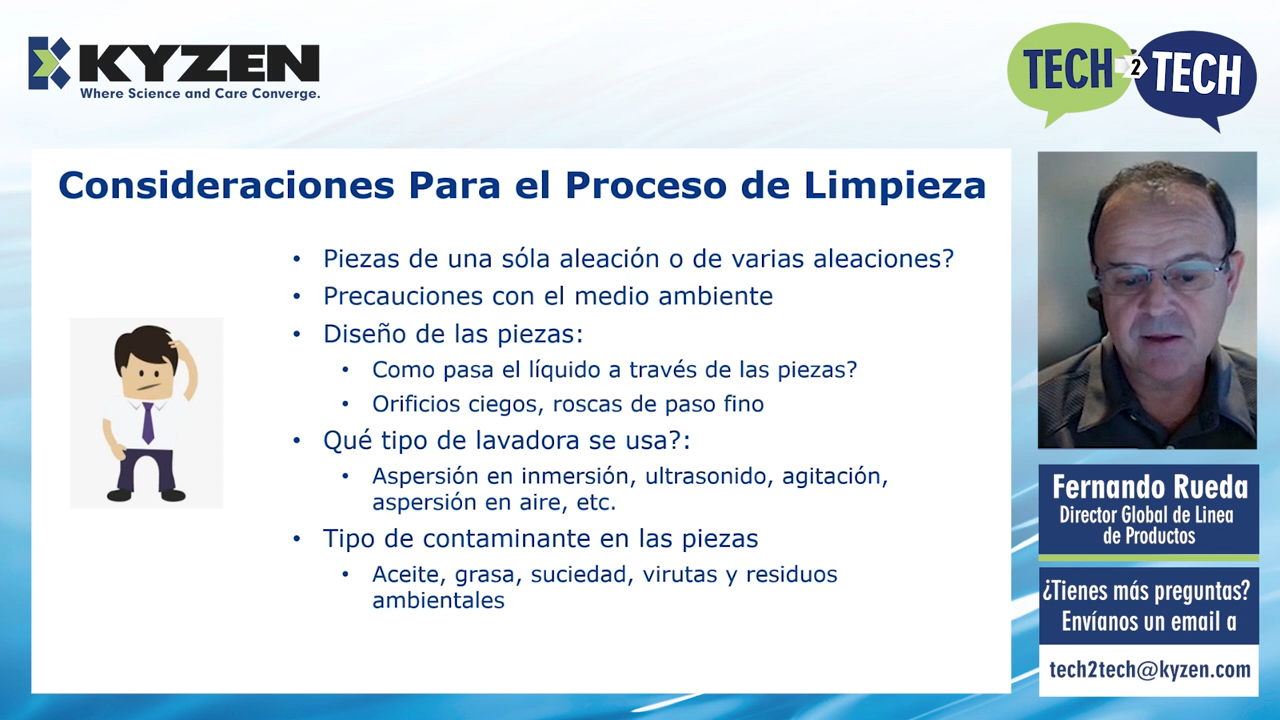 KYZEN
Where Science and Care Converge.
TECH 2 TECH
Consideraciones Para el Proceso de Limpieza
• Piezas de una sóla aleación o de varias aleaciones?
• Precauciones con el medio ambiente
• Diseño de las piezas:
• Como pasa el líquido a través de las piezas?
• Orificios ciegos, roscas de paso fino
• Qué tipo de lavadora se usa?:
• Aspersión en inmersión, ultrasonido, agitación,
aspersión en aire, etc.
• Tipo de contaminante en las piezas
• Aceite, grasa, suciedad, virutas y residuos
ambientales
Fernando Rueda
Director Global de Linea
de Productos
¿Tienes más preguntas?
Envíanos un email a
tech2tech@kyzen.com